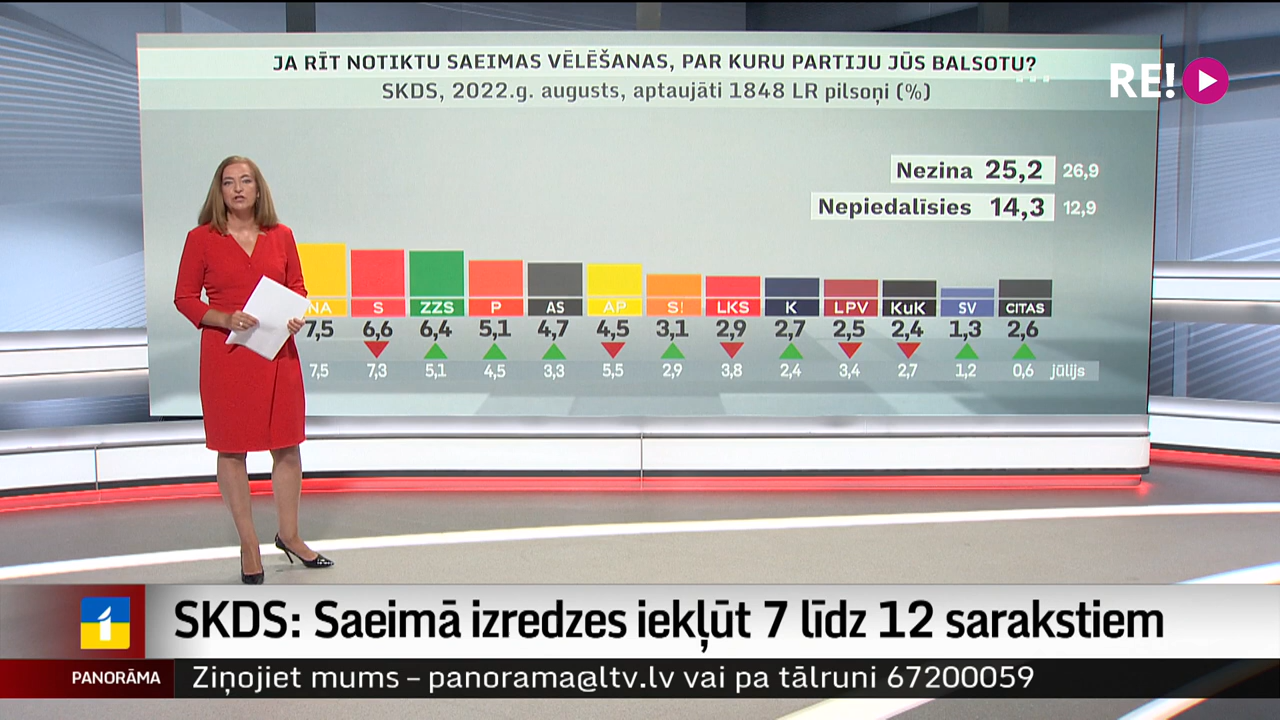 JA RĪT NOTIKTU SAEIMAS VĒLĒŠANAS, PAR KURU PARTIJU JŪS BALSOTU?
SKDS, 2022.g. augusts, aptaujāti 1848 LR pilsoņi (%)
RE!
Nezina 25,2 26,9
Nepiedalīsies 14,3 12,9
NA S ZZS P AS AP S! LKS K LPV KuK SV CITAS
7,5 6,6 6,4 5,1 4,7 4,5 3,1 2,9 2,7 2,5 2,4 1,3 2,6
7,5 7,3 5,1 4,5 3,3 5,5 2,9 3,8 2,4 3,4 2,7 1,2 0,6 jūlijs
1 SKDS: Saeimā izredzes iekļūt 7 līdz 12 sarakstiem
PANORĀMA Ziņojiet mums – panorama@ltv.lv vai pa tālruni 67200059